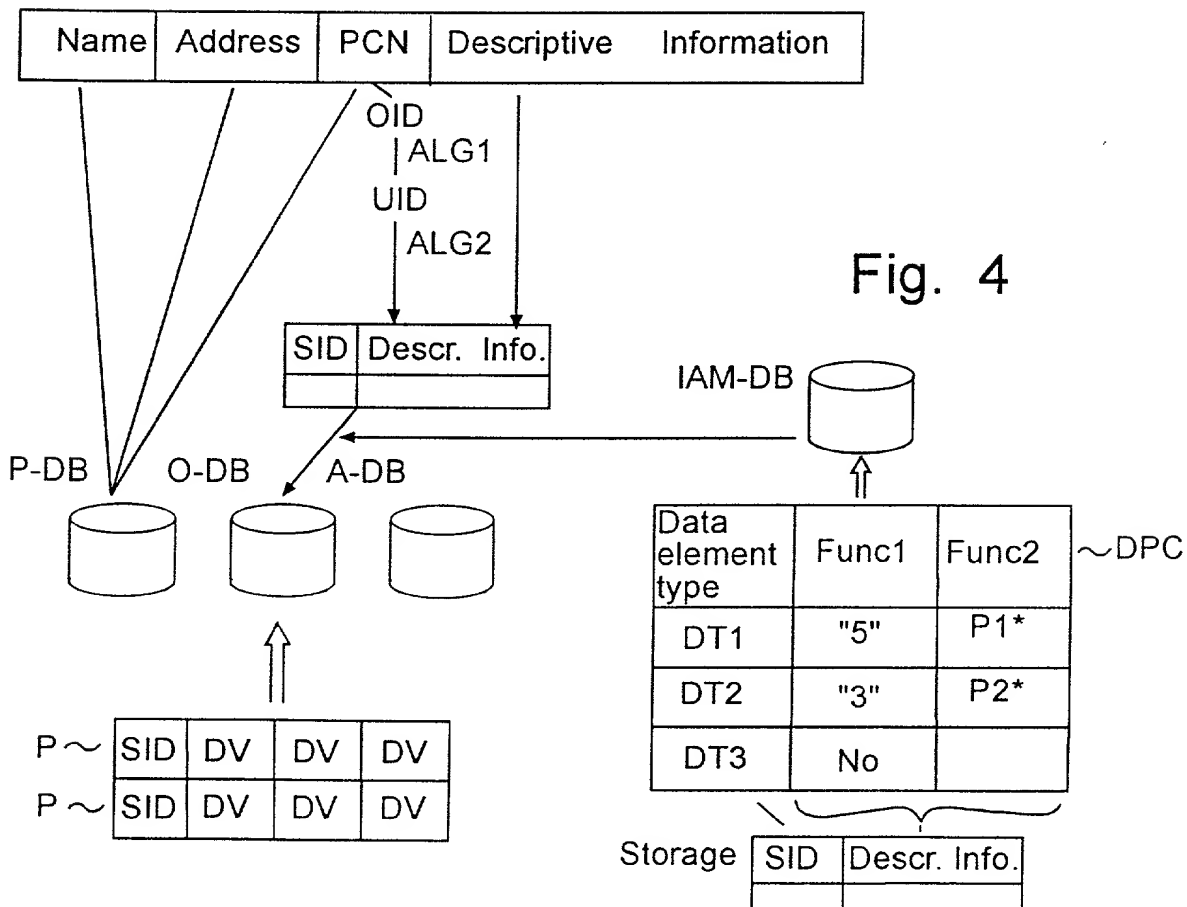 Name Address PCN Descriptive Information
OID
ALG1
UID
ALG2
Fig. 4
SID Descr. Info.
IAM-DB
P-DB O-DB A-DB
Data element type Func1 Func2 ~DPC
DT1 "5" P1*
DT2 "3" P2*
DT3 No
P~ SID DV DV DV
P~ SID DV DV DV
Storage SID Descr. Info.